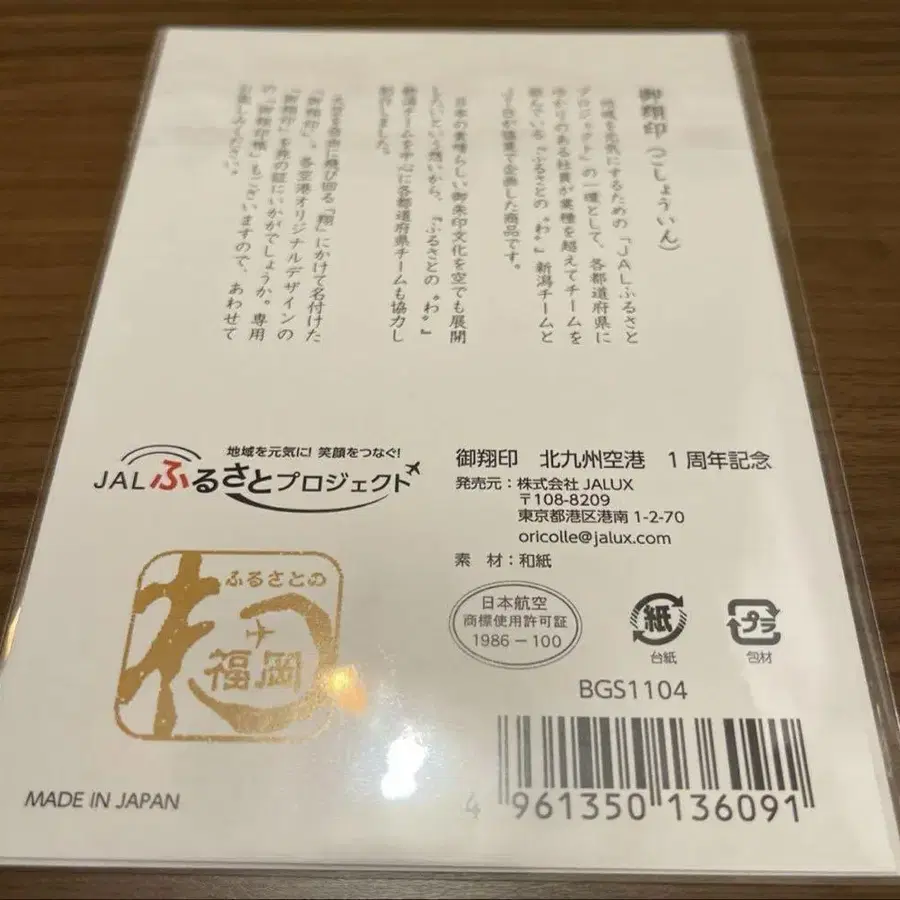 御翔印(ごしょういん)
地域を元気にするための『JALふるさと
プロジェクト』の一環として、各都道府県に
ゆかりのある社員が業種を超えてチームを
組んでいる『ふるさとの〝わ〟』新潟チームと
が協業で企画した商品です。
日本の素晴らしい御朱印文化を空でも展開
したいという想いから、『ふるさとの〝わ〟』
新潟チームを中心に各都道府県チームも協力し
制作しました。
大空を自由に飛び回る「翔」にかけて名付けた
「御翔印」。各空港オリジナルデザインの
「御翔印」を旅の証にいかがでしょうか。専用
の「御翔印帳」もございますので、あわせて
お楽しみください。
地域を元気に! 笑顔をつなぐ!
JALふるさとプロジェクト
ふるさとの
わ
+
福岡
MADE IN JAPAN
御翔印 北九州空港 1周年記念
発売元:株式会社 JALUX
〒108-8209
東京都港区港南 1-2-70
oricolle@jalux.com
素 材:和紙
日本航空
商標使用許可証
1986-100
紙
台紙
プラ
包材
BGS1104
4 961350 136091